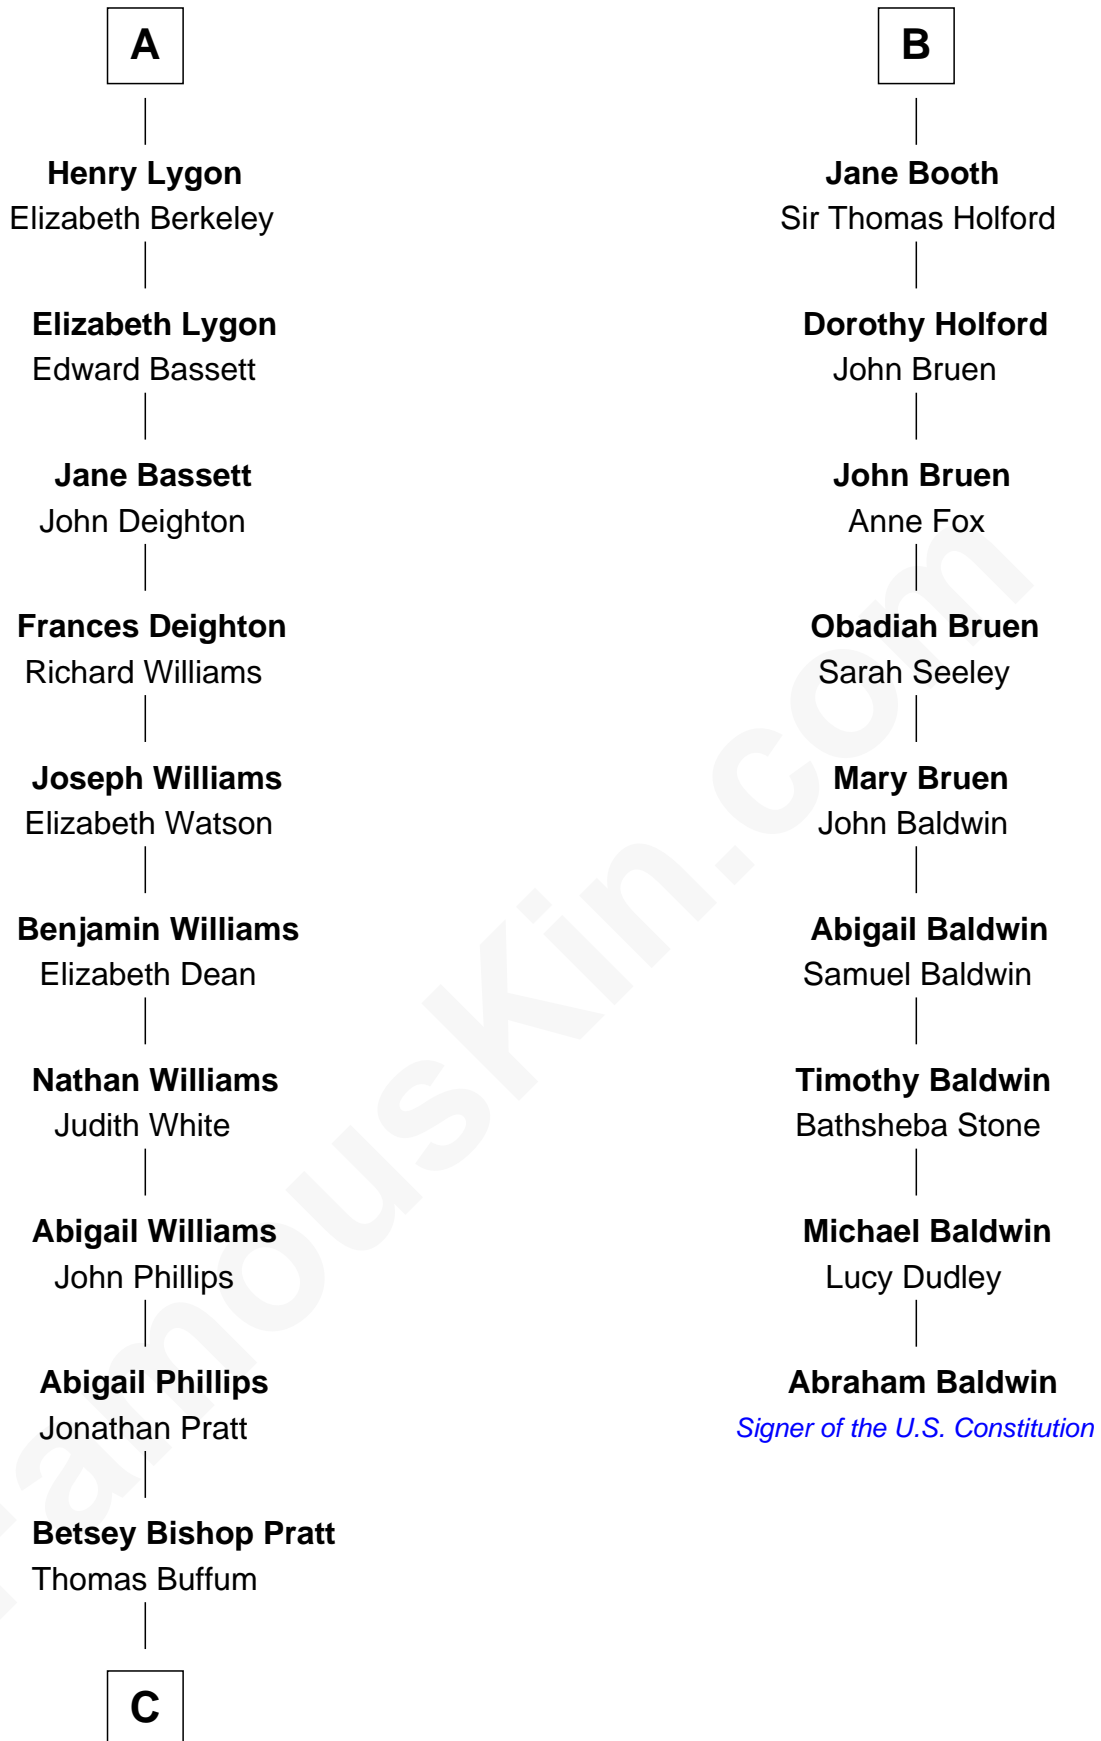 A
Henry Lygon
Elizabeth Berkeley
Elizabeth Lygon
Edward Bassett
Jane Bassett
John Deighton
Frances Deighton
Richard Williams
Joseph Williams
Elizabeth Watson
Benjamin Williams
Elizabeth Dean
Nathan Williams
Judith White
Abigail Williams
John Phillips
Abigail Phillips
Jonathan Pratt
Betsey Bishop Pratt
Thomas Buffum
C
B
Jane Booth
Sir Thomas Holford
Dorothy Holford
John Bruen
John Bruen
Anne Fox
Obadiah Bruen
Sarah Seeley
Mary Bruen
John Baldwin
Abigail Baldwin
Samuel Baldwin
Timothy Baldwin
Bathsheba Stone
Michael Baldwin
Lucy Dudley
Abraham Baldwin
Signer of the U.S. Constitution
FamousKin.com